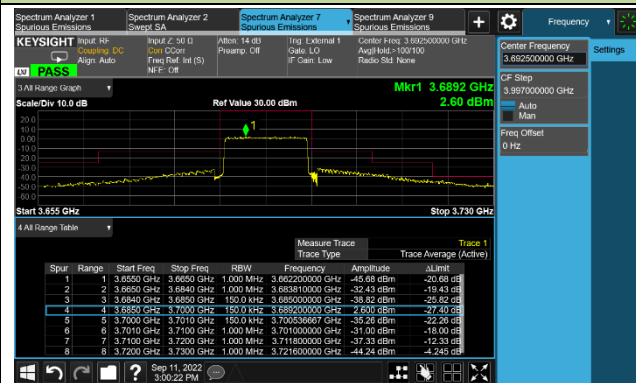 Spectrum Analyzer 1
Spurious Emissions
Spectrum Analyzer 2
Swept SA
Spectrum Analyzer 7
Spurious Emissions
Spectrum Analyzer 9
Spurious Emissions
+
Frequency
KEYSIGHT
Input: RF
Coupling: DC
Align: Auto
Input Z: 50 Ω
Corr CCorr
Freq Ref: Int (S)
NFE: Off
Atten: 14 dB
Preamp: Off
Trig: External 1
Gate: LO
IF Gain: Low
Center Freq: 3.692500000 GHz
Avg|Hold:>100/100
Radio Std: None
LXI PASS
Center Frequency
3.692500000 GHz
Settings
CF Step
3.997000000 GHz
Auto
Man
Freq Offset
0 Hz
3 All Range Graph
Mkr1 3.6892 GHz
Scale/Div 10.0 dB
Ref Value 30.00 dBm
2.60 dBm
1
20.0
10.0
0.00
-10.0
-20.0
-30.0
-40.0
-50.0
-60.0
Start 3.655 GHz
Stop 3.730 GHz
4 All Range Table
Measure Trace Trace 1
Trace Type Trace Average (Active)
Spur Range Start Freq Stop Freq RBW Frequency Amplitude ΔLimit
1 1 3.6550 GHz 3.6650 GHz 1.000 MHz 3.662200000 GHz -45.68 dBm -20.68 dB
2 2 3.6650 GHz 3.6840 GHz 1.000 MHz 3.683810000 GHz -32.43 dBm -19.43 dB
3 3 3.6840 GHz 3.6850 GHz 150.0 kHz 3.685000000 GHz -38.82 dBm -25.82 dB
4 4 3.6850 GHz 3.7000 GHz 150.0 kHz 3.689200000 GHz 2.600 dBm -27.40 dB
5 5 3.7000 GHz 3.7010 GHz 150.0 kHz 3.700536667 GHz -35.26 dBm -22.26 dB
6 6 3.7010 GHz 3.7100 GHz 1.000 MHz 3.701000000 GHz -31.00 dBm -18.00 dB
7 7 3.7100 GHz 3.7200 GHz 1.000 MHz 3.711800000 GHz -37.33 dBm -12.33 dB
8 8 3.7200 GHz 3.7300 GHz 1.000 MHz 3.721600000 GHz -44.24 dBm -4.245 dB
?
Sep 11, 2022
3:00:22 PM